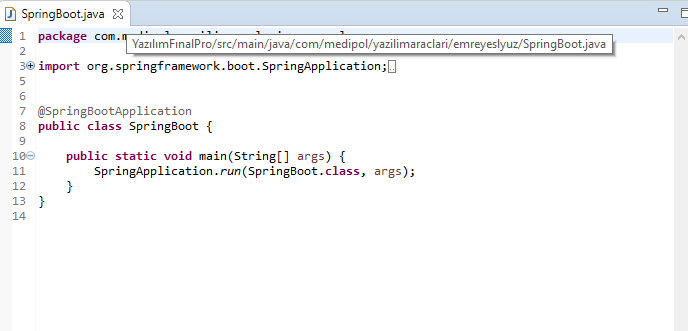 SpringBoot.java
1 package com.m
YazılımFinalPro/src/main/java/com/medipol/yazilimaraclari/emreyeslyuz/SpringBoot.java
3 import org.springframework.boot.SpringApplication;
5
6
7 @SpringBootApplication
8 public class SpringBoot {
9
10 public static void main(String[] args) {
11 SpringApplication.run(SpringBoot.class, args);
12 }
13 }
14